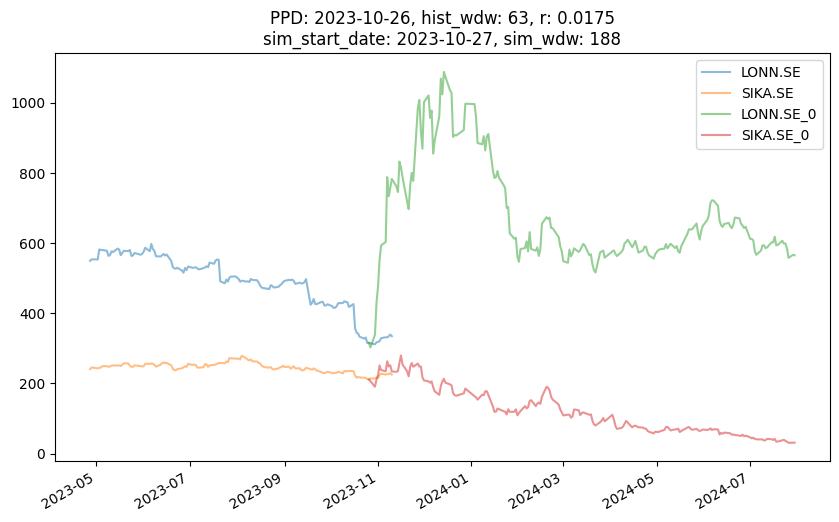 PPD: 2023-10-26, hist_wdw: 63, r: 0.0175
sim_start_date: 2023-10-27, sim_wdw: 188
LONN.SE
SIKA.SE
LONN.SE_0
SIKA.SE_0
1000
800
600
400
200
0
2023-05
2023-07
2023-09
2023-11
2024-01
2024-03
2024-05
2024-07